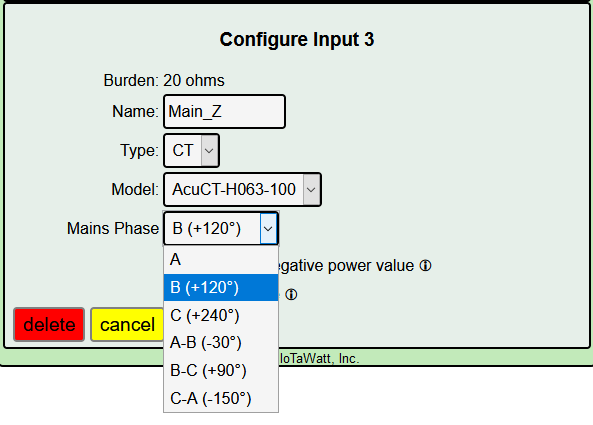 Configure Input 3
Burden: 20 ohms
Name: Main_Z
Type: CT
Model: AcuCT-H063-100
Mains Phase B (+120°)
A
egative power value
B (+120°)
C (+240°)
delete cancel
A-B (-30°)
IoTaWatt, Inc.
B-C (+90°)
C-A (-150°)